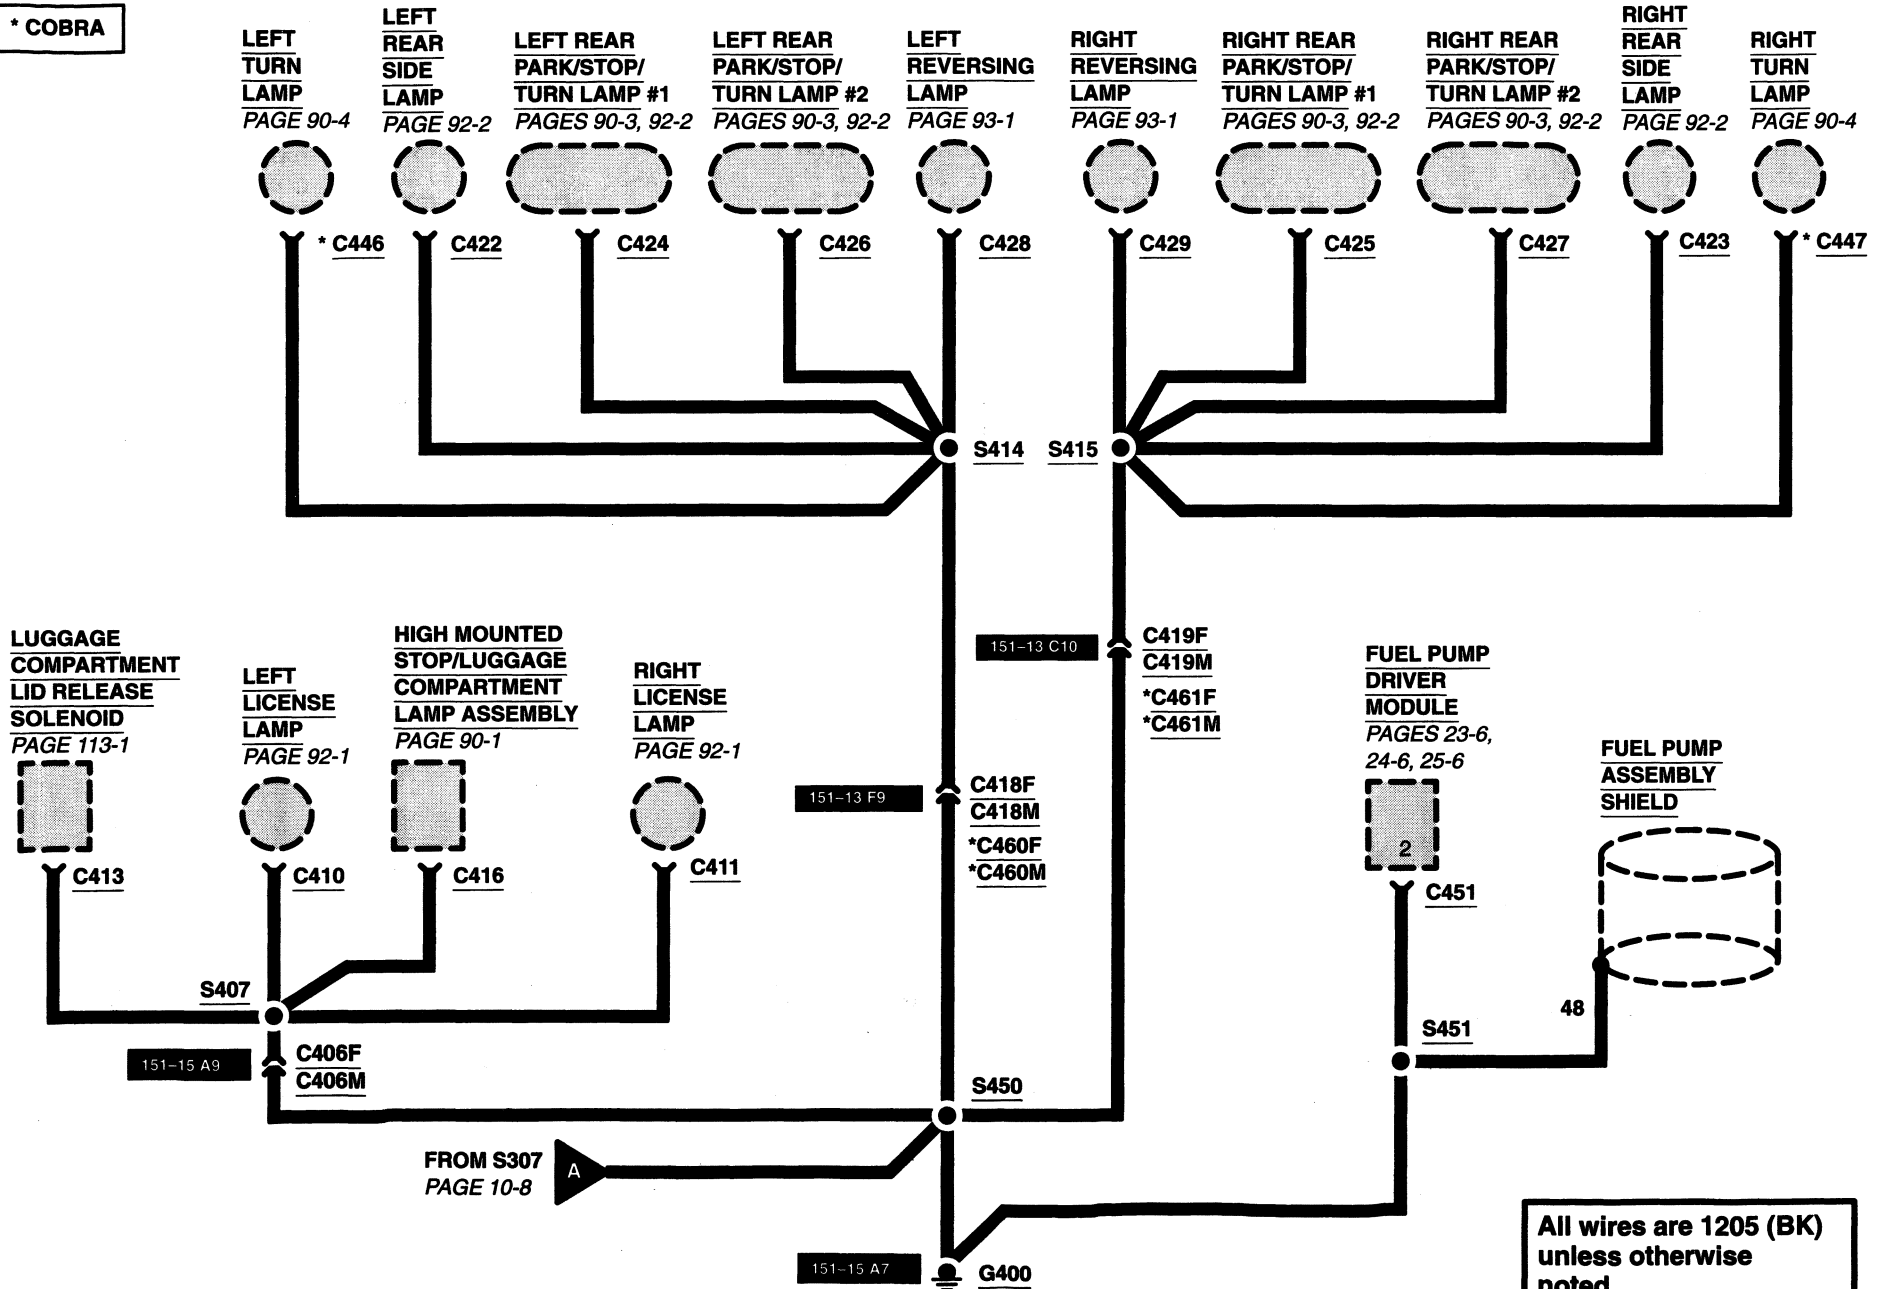 * COBRA
LEFT
TURN
LAMP
PAGE 90-4
LEFT
REAR
SIDE
LAMP
PAGE 92-2
LEFT REAR
PARK/STOP/
TURN LAMP #1
PAGES 90-3, 92-2
LEFT REAR
PARK/STOP/
TURN LAMP #2
PAGES 90-3, 92-2
LEFT
REVERSING
LAMP
PAGE 93-1
RIGHT
REVERSING
LAMP
PAGE 93-1
RIGHT REAR
PARK/STOP/
TURN LAMP #1
PAGES 90-3, 92-2
RIGHT REAR
PARK/STOP/
TURN LAMP #2
PAGES 90-3, 92-2
RIGHT
REAR
SIDE
LAMP
PAGE 92-2
RIGHT
TURN
LAMP
PAGE 90-4
* C446
C422
C424
C426
C428
C429
C425
C427
C423
* C447
S414
S415
151-13 C10
C419F
C419M
*C461F
*C461M
LUGGAGE
COMPARTMENT
LID RELEASE
SOLENOID
PAGE 113-1
LEFT
LICENSE
LAMP
PAGE 92-1
HIGH MOUNTED
STOP/LUGGAGE
COMPARTMENT
LAMP ASSEMBLY
PAGE 90-1
RIGHT
LICENSE
LAMP
PAGE 92-1
FUEL PUMP
DRIVER
MODULE
PAGES 23-6,
24-6, 25-6
FUEL PUMP
ASSEMBLY
SHIELD
151-13 F9
C418F
C418M
*C460F
*C460M
2
C413
C410
C416
C411
C451
S407
48
S451
151-15 A9
C406F
C406M
S450
FROM S307
PAGE 10-8
A
151-15 A7
G400
All wires are 1205 (BK)
unless otherwise
noted